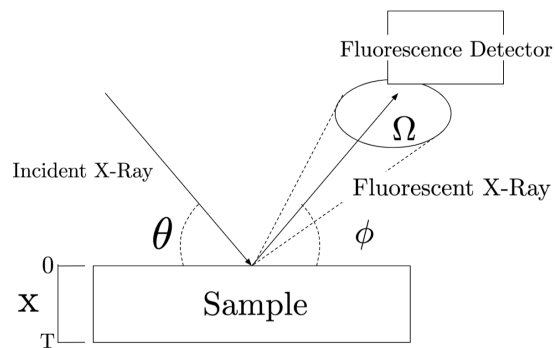 Fluorescence Detector
Ω
Incident X-Ray
Fluorescent X-Ray
θ
ϕ
0
x
Sample
T